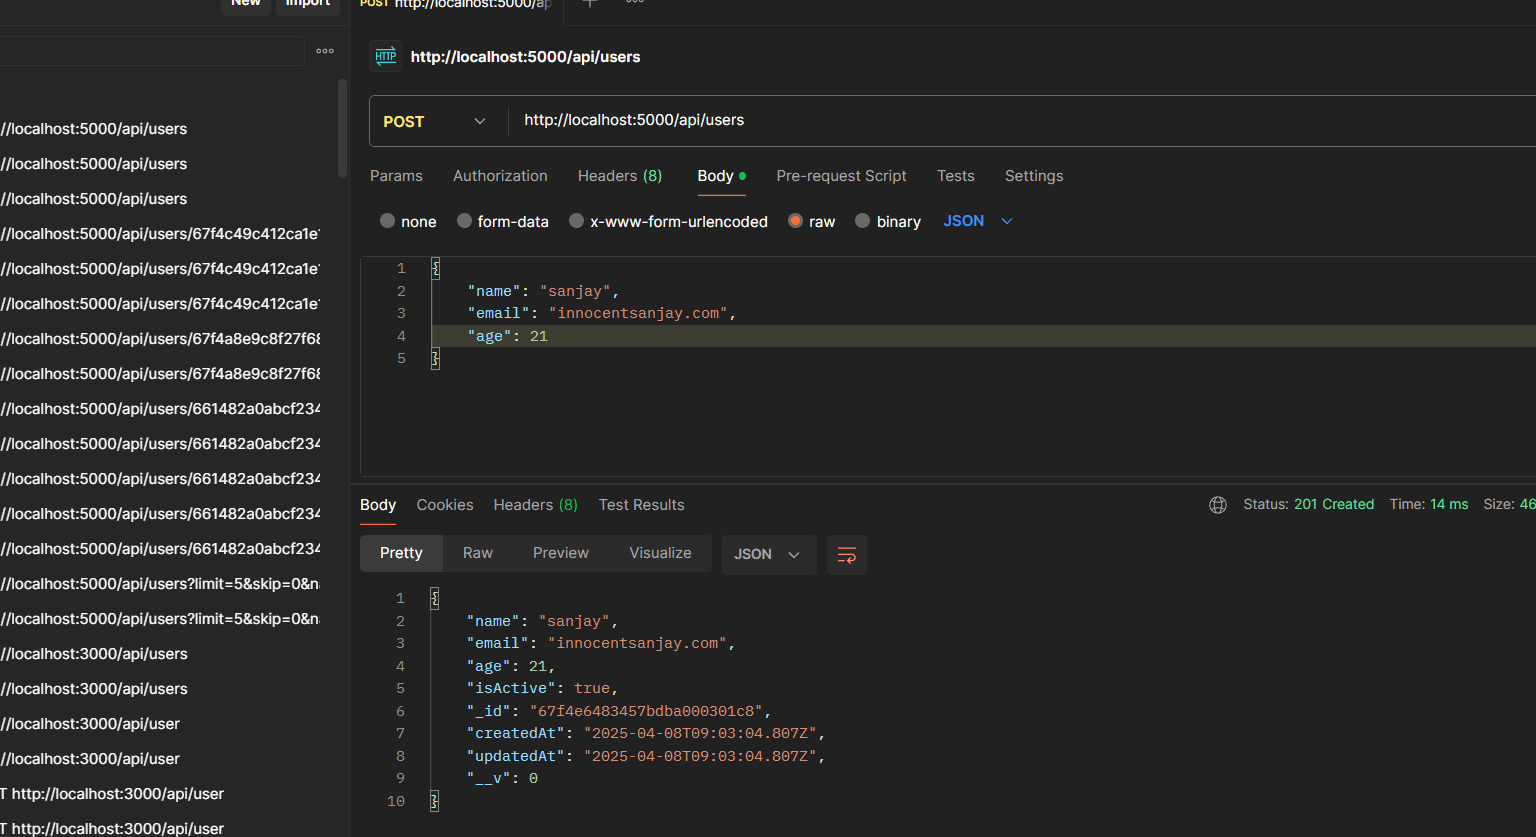 New Import
POST http://localhost:5000/ap
HTTP http://localhost:5000/api/users
POST http://localhost:5000/api/users
Params Authorization Headers (8) Body Pre-request Script Tests Settings
none form-data x-www-form-urlencoded raw binary JSON
1 {
2 "name": "sanjay",
3 "email": "innocentsanjay.com",
4 "age": 21
5 }
Body Cookies Headers (8) Test Results Status: 201 Created Time: 14 ms Size: 46
Pretty Raw Preview Visualize JSON
1 {
2 "name": "sanjay",
3 "email": "innocentsanjay.com",
4 "age": 21,
5 "isActive": true,
6 "_id": "67f4e6483457bdba000301c8",
7 "createdAt": "2025-04-08T09:03:04.807Z",
8 "updatedAt": "2025-04-08T09:03:04.807Z",
9 "__v": 0
10 }
//localhost:5000/api/users
//localhost:5000/api/users
//localhost:5000/api/users
//localhost:5000/api/users/67f4c49c412ca1e
//localhost:5000/api/users/67f4c49c412ca1e
//localhost:5000/api/users/67f4c49c412ca1e
//localhost:5000/api/users/67f4a8e9c8f27f68
//localhost:5000/api/users/67f4a8e9c8f27f68
//localhost:5000/api/users/661482a0abcf234
//localhost:5000/api/users/661482a0abcf234
//localhost:5000/api/users/661482a0abcf234
//localhost:5000/api/users/661482a0abcf234
//localhost:5000/api/users/661482a0abcf234
//localhost:5000/api/users?limit=5&skip=0&n
//localhost:5000/api/users?limit=5&skip=0&n
//localhost:3000/api/users
//localhost:3000/api/users
//localhost:3000/api/user
//localhost:3000/api/user
T http://localhost:3000/api/user
T http://localhost:3000/api/user